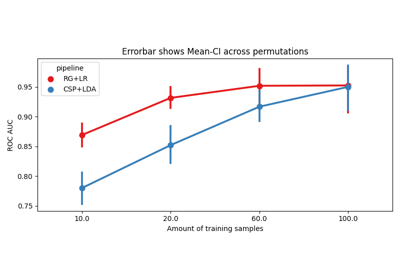 Errorbar shows Mean-CI across permutations
pipeline
RG+LR
CSP+LDA
0.95
0.90
0.85
0.80
0.75
ROC AUC
10.0 20.0 60.0 100.0
Amount of training samples